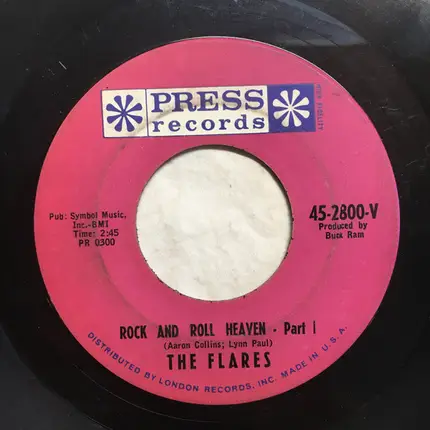 PRESS
records
Pub: Symbol Music,
Inc.-BMI
Time: 2:45
PR 0300
45-2800-V
Produced by
Buck Ram
ROCK AND ROLL HEAVEN - Part I
(Aaron Collins; Lynn Paul)
THE FLARES
DISTRIBUTED BY LONDON RECORDS, INC. MADE IN U. S. A.